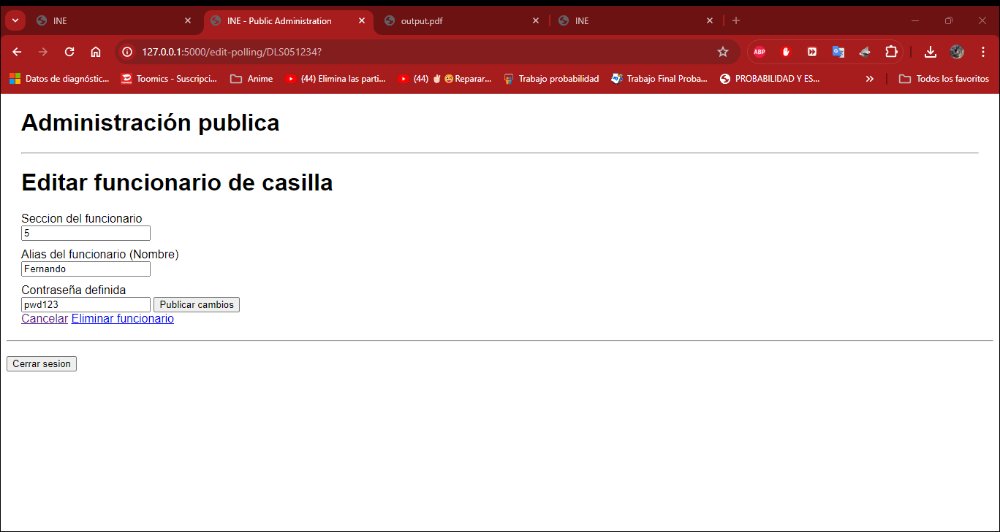 INE
INE - Public Administration
output.pdf
INE
127.0.0.1:5000/edit-polling/DLS051234?
ABP
Datos de diagnóstic...
Toomics - Suscripci...
Anime
(44) Elimina las parti...
(44) ✌😉Reparar...
Trabajo probabilidad
Trabajo Final Proba...
PROBABILIDAD Y ES...
Todos los favoritos
Administración publica
Editar funcionario de casilla
Seccion del funcionario
5
Alias del funcionario (Nombre)
Fernando
Contraseña definida
pwd123 Publicar cambios
Cancelar Eliminar funcionario
Cerrar sesion